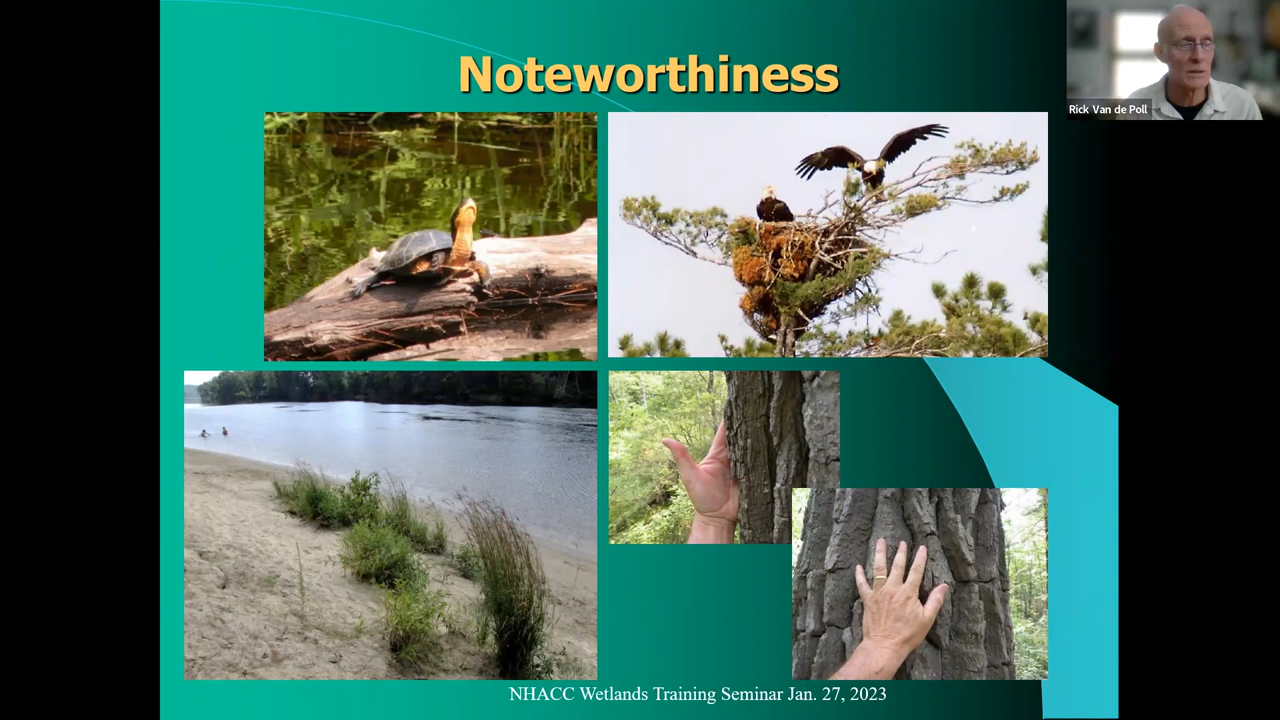 Noteworthiness
Rick Van de Poll
NHACC Wetlands Training Seminar Jan. 27, 2023